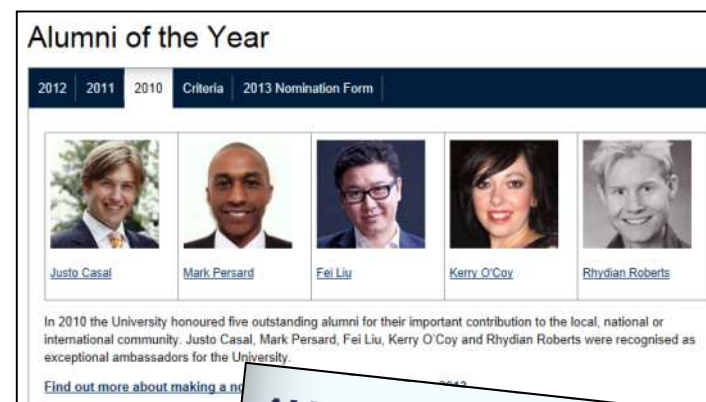 Alumni of the Year
2012 2011 2010 Criteria 2013 Nomination Form
Justo Casal Mark Persard Fei Liu Kerry O'Coy Rhydian Roberts
In 2010 the University honoured five outstanding alumni for their important contribution to the local, national or
international community. Justo Casal, Mark Persard, Fei Liu, Kerry O'Coy and Rhydian Roberts were recognised as
exceptional ambassadors for the University.
Find out more about making a